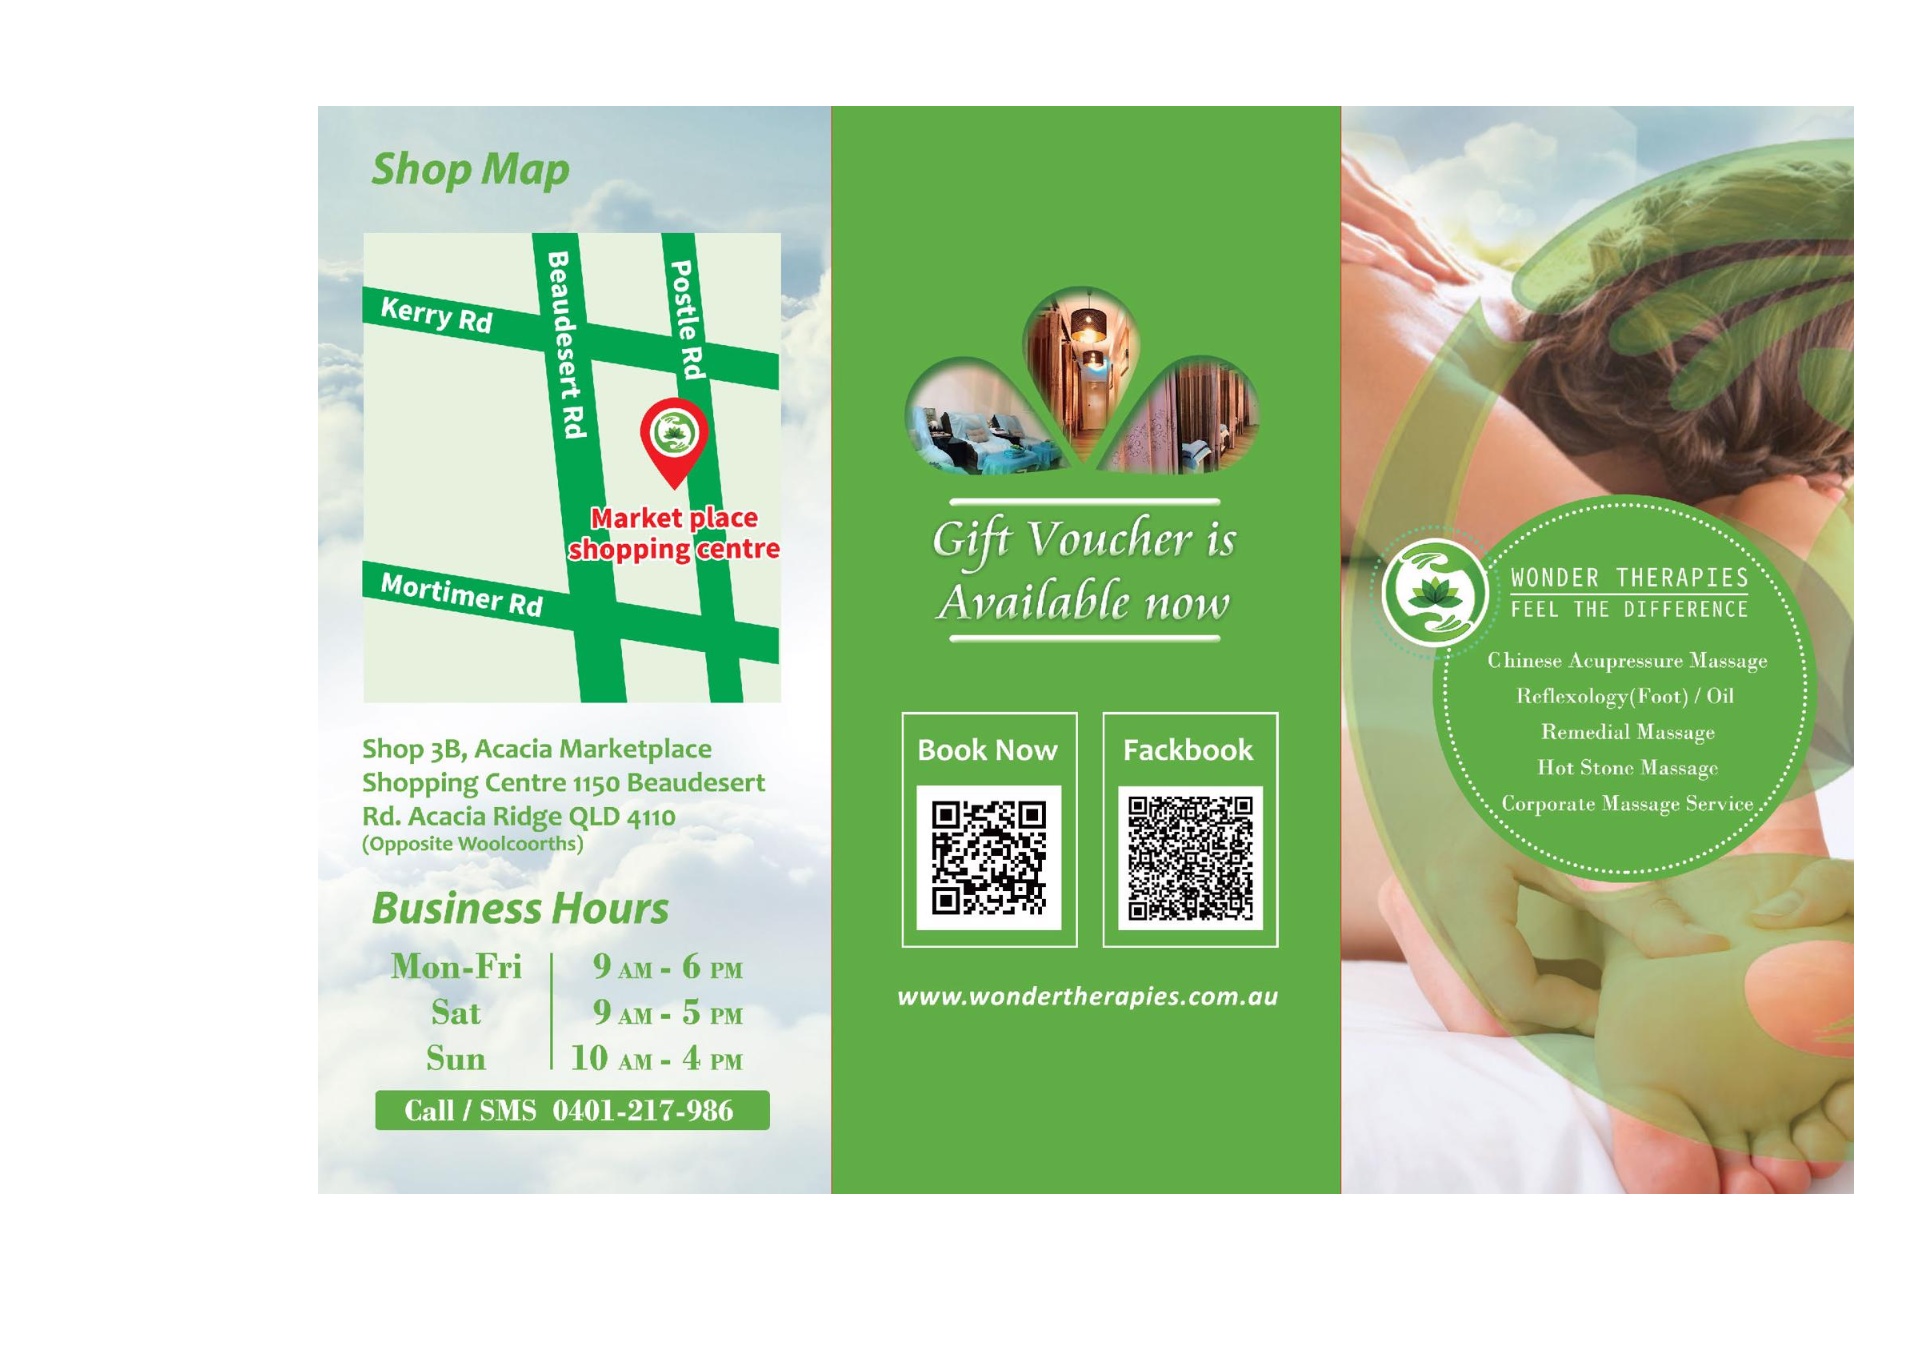 Shop Map
Kerry Rd
Beaudesert Rd
Postle Rd
Market place
shopping centre
Mortimer Rd
Shop 3B, Acacia Marketplace
Shopping Centre 1150 Beaudesert
Rd. Acacia Ridge QLD 4110
(Opposite Woolcoorths)
Business Hours
Mon-Fri 9 AM - 6 PM
Sat 9 AM - 5 PM
Sun 10 AM - 4 PM
Call / SMS 0401-217-986
Gift Voucher is
Available now
Book Now
Fackbook
www.wondertherapies.com.au
WONDER THERAPIES
FEEL THE DIFFERENCE
Chinese Acupressure Massage
Reflexology(Foot) / Oil
Remedial Massage
Hot Stone Massage
Corporate Massage Service